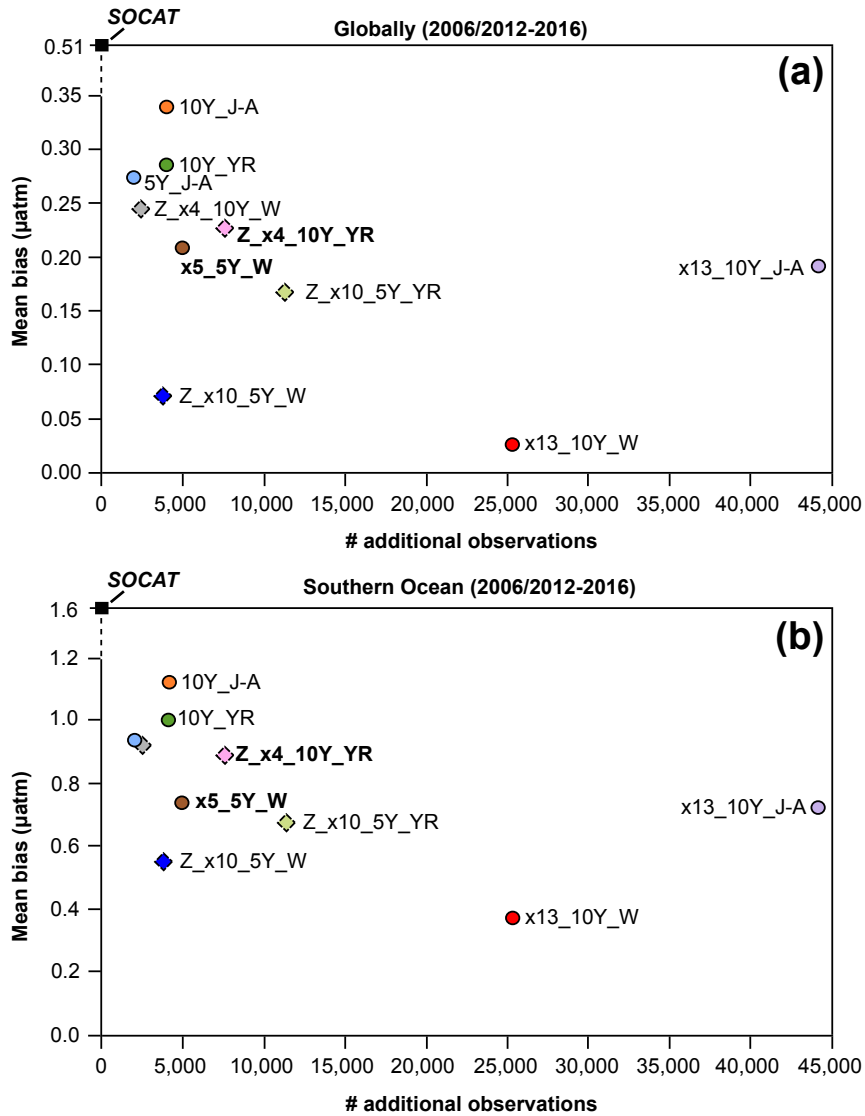 SOCAT
Globally (2006/2012-2016)
(a)
0.51
0.35
0.30
0.25
0.20
0.15
0.10
0.05
0.00
Mean bias (µatm)
10Y_J-A
10Y_YR
5Y_J-A
Z_x4_10Y_W
Z_x4_10Y_YR
x5_5Y_W
x13_10Y_J-A
Z_x10_5Y_YR
Z_x10_5Y_W
x13_10Y_W
0 5,000 10,000 15,000 20,000 25,000 30,000 35,000 40,000 45,000
# additional observations
SOCAT
Southern Ocean (2006/2012-2016)
(b)
1.6
1.2
1.0
0.8
0.6
0.4
0.2
0.0
Mean bias (µatm)
10Y_J-A
10Y_YR
Z_x4_10Y_YR
x5_5Y_W
x13_10Y_J-A
Z_x10_5Y_YR
Z_x10_5Y_W
x13_10Y_W
0 5,000 10,000 15,000 20,000 25,000 30,000 35,000 40,000 45,000
# additional observations